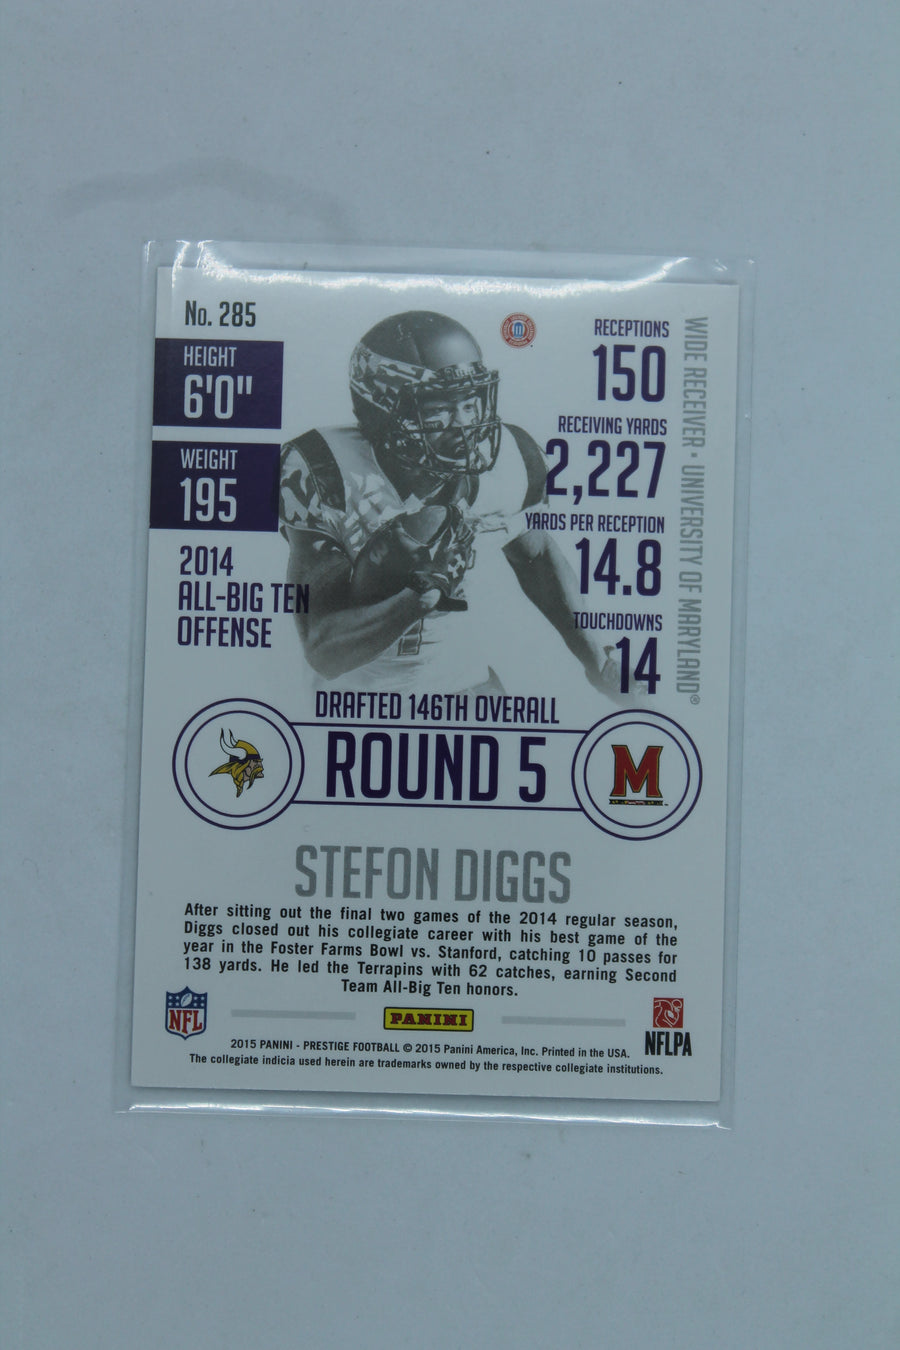 No. 285
HEIGHT
6'0"
WEIGHT
195
2014
ALL-BIG TEN
OFFENSE
RECEPTIONS
150
RECEIVING YARDS
2,227
YARDS PER RECEPTION
14.8
TOUCHDOWNS
14
WIDE RECEIVER • UNIVERSITY OF MARYLAND®
DRAFTED 146TH OVERALL
ROUND 5
M
STEFON DIGGS
After sitting out the final two games of the 2014 regular season,
Diggs closed out his collegiate career with his best game of the
year in the Foster Farms Bowl vs. Stanford, catching 10 passes for
138 yards. He led the Terrapins with 62 catches, earning Second
Team All-Big Ten honors.
NFL
PANINI
NFLPA
2015 PANINI - PRESTIGE FOOTBALL © 2015 Panini America, Inc. Printed in the USA.
The collegiate indicia used herein are trademarks owned by the respective collegiate institutions.